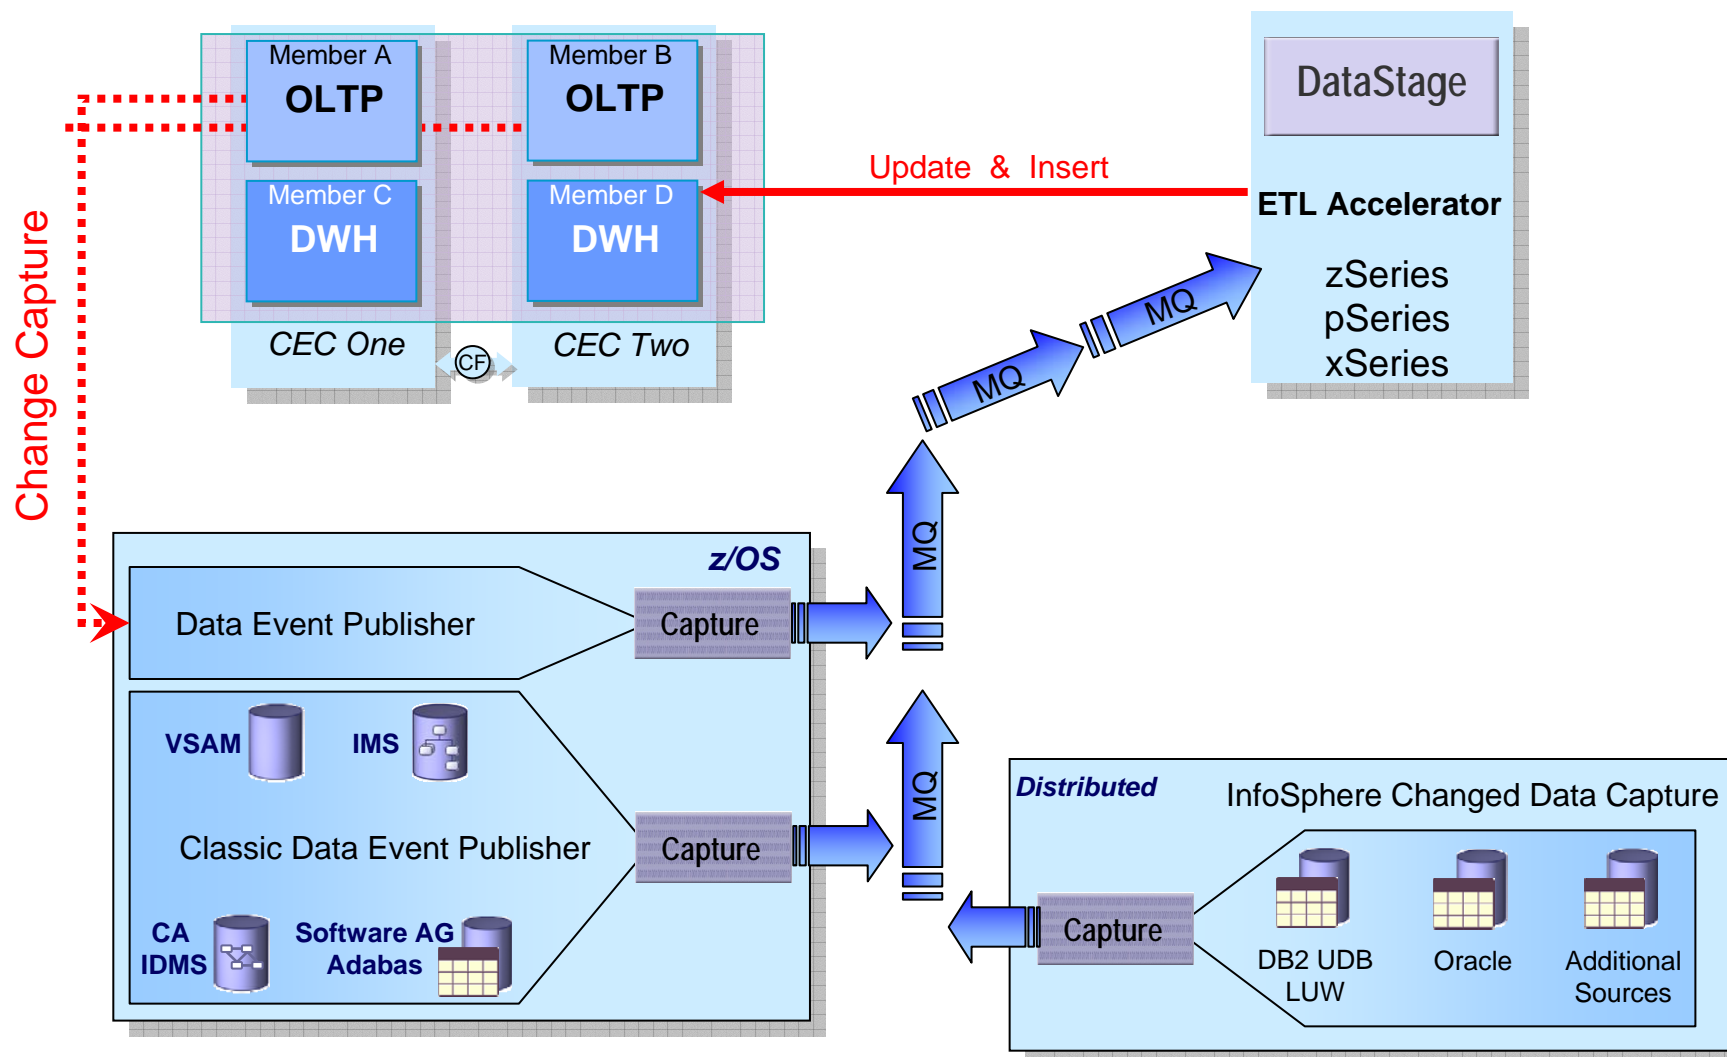 Member A
OLTP
Member B
OLTP
Member C
DWH
Member D
DWH
CEC One
CF
CEC Two
Change Capture
DataStage
Update & Insert
ETL Accelerator
zSeries
pSeries
xSeries
MQ
MQ
MQ
MQ
z/OS
Data Event Publisher
Capture
VSAM
IMS
Classic Data Event Publisher
Capture
CA
IDMS
Software AG
Adabas
Distributed
InfoSphere Changed Data Capture
Capture
DB2 UDB
LUW
Oracle
Additional
Sources